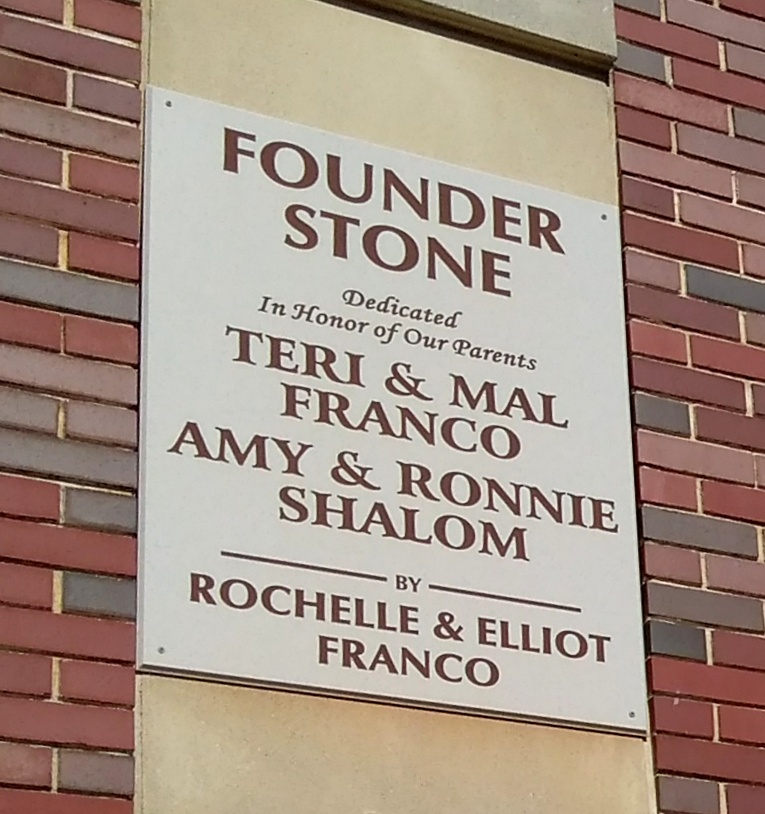 FOUNDER
STONE
Dedicated
In Honor of Our Parents
TERI & MAL
FRANCO
AMY & RONNIE
SHALOM
BY
ROCHELLE & ELLIOT
FRANCO